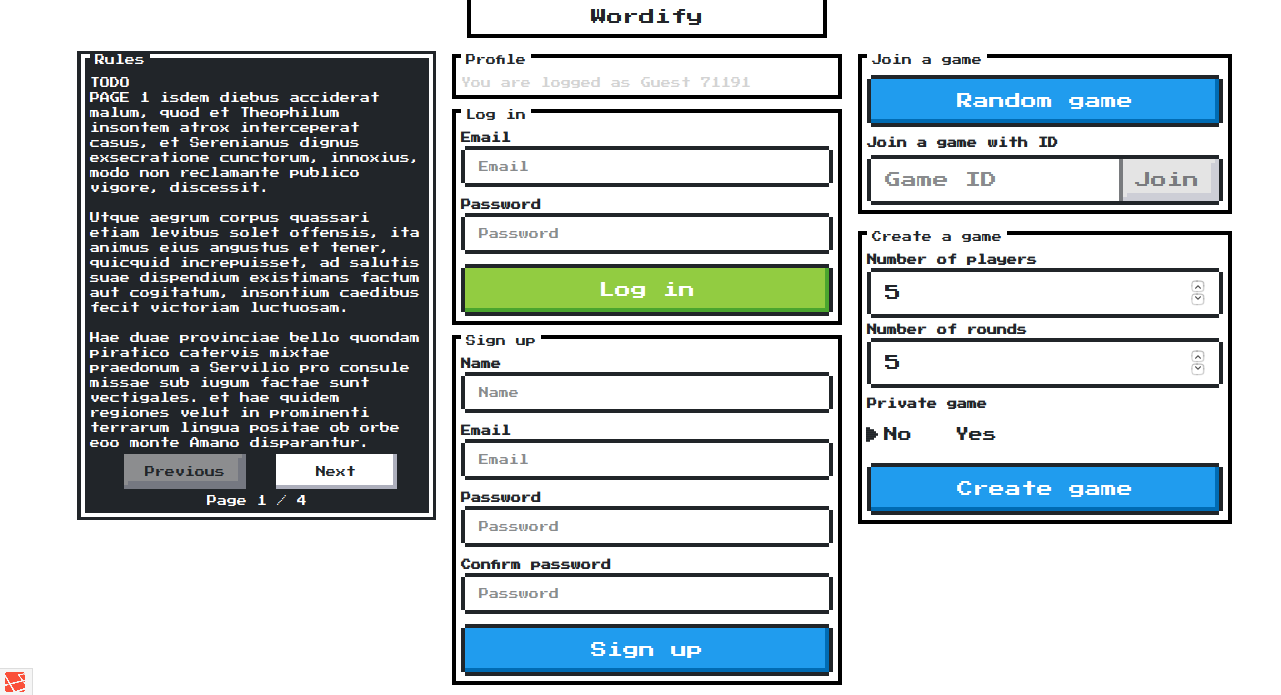 Wordify
Rules
TODO
PAGE 1 isdem diebus acciderat
malum, quod et Theophilum
insontem atrox interceperat
casus, et Serenianus dignus
exsecratione cunctorum, innoxius,
modo non reclamante publico
vigore, discessit.
Utque aegrum corpus quassari
etiam levibus solet offensis, ita
animus eius angustus et tener,
quicquid increpuisset, ad salutis
suae dispendium existimans factum
aut cogitatum, insontium caedibus
fecit victoriam luctuosam.
Hae duae provinciae bello quondam
piratico catervis mixtae
praedonum a Servilio pro consule
missae sub iugum factae sunt
vectigales. et hae quidem
regiones velut in prominenti
terrarum lingua positae ob orbe
eoo monte Amano disparantur.
Previous Next
Page 1 / 4
Profile
You are logged as Guest 71191
Log in
Email
Email
Password
Password
Log in
Sign up
Name
Name
Email
Email
Password
Password
Confirm password
Password
Sign up
Join a game
Random game
Join a game with ID
Game ID Join
Create a game
Number of players
5
Number of rounds
5
Private game
No Yes
Create game